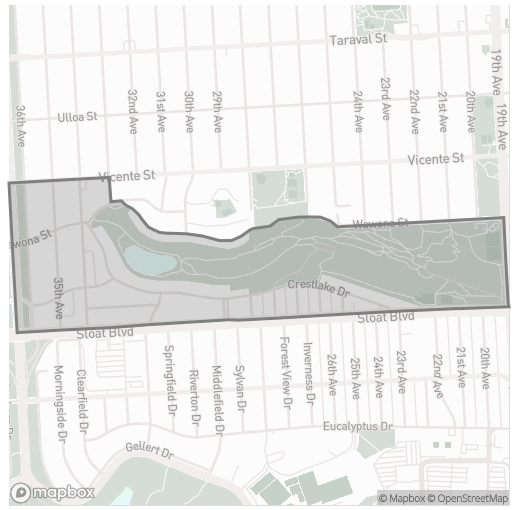 Taraval St
19th Ave
23rd Ave
32nd Ave
31st Ave
30th Ave
29th Ave
24th Ave
22nd Ave
21st Ave
20th Ave
19th Ave
36th Ave
Ulloa St
Vicente St
Vicente St
Wawona St
wona St
35th Ave
Crestlake Dr
Sloat Blvd
Sloat Blvd
Morningside Dr
Clearfield Dr
Springfield Dr
Riverton Dr
Middlefield Dr
Sylvan Dr
Forest View Dr
Inverness Dr
26th Ave
25th Ave
24th Ave
23rd Ave
22nd Ave
21st Ave
20th Ave
Eucalyptus Dr
Gellert Dr
mapbox
© Mapbox © OpenStreetMap